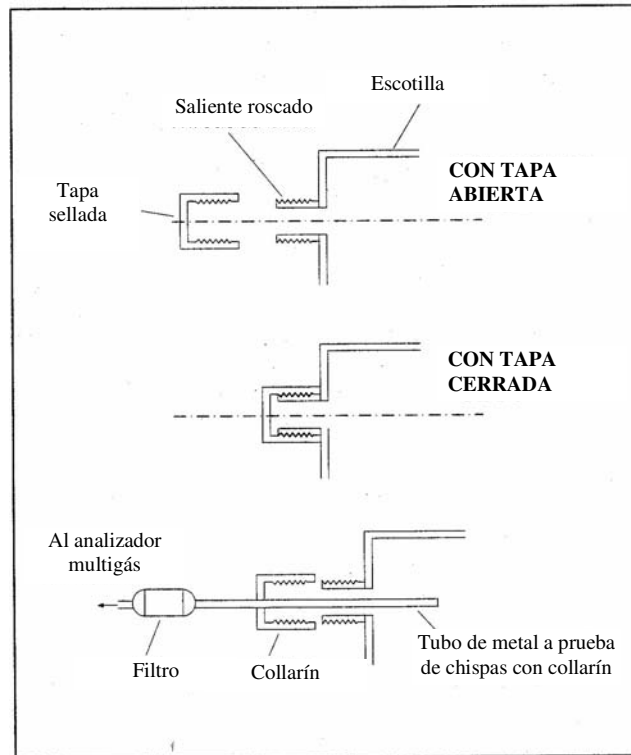 Escotilla
Saliente roscado
CON TAPA
ABIERTA
Tapa
sellada
CON TAPA
CERRADA
Al analizador
multigás
Filtro
Collarín
Tubo de metal a prueba
de chispas con collarín